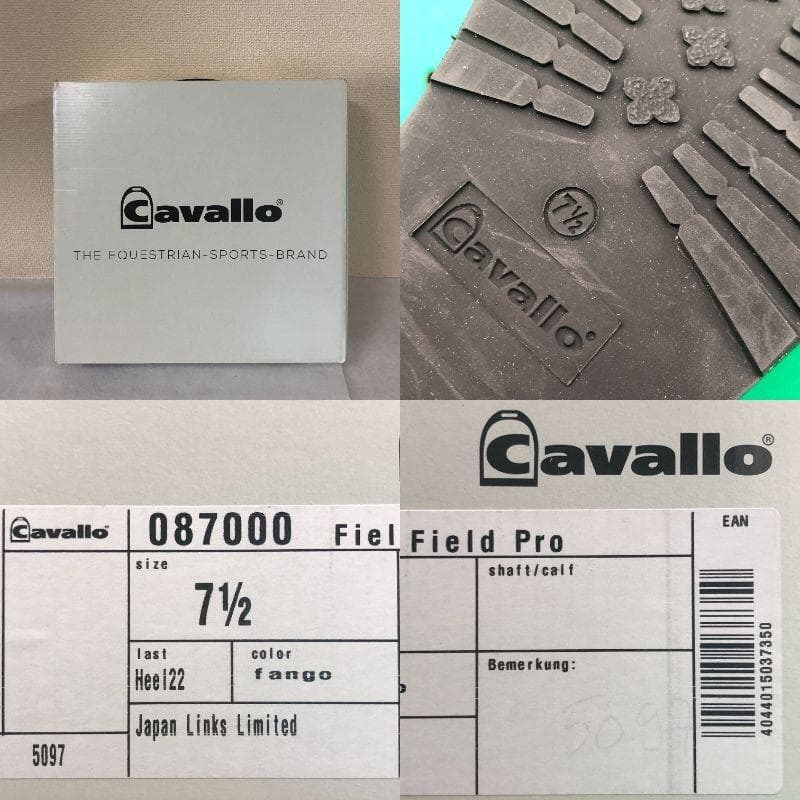 Cavallo®
THE EQUESTRIAN-SPORTS-BRAND
7½
Cavallo®
Cavallo®
087000 Fiel
size
7½
last
Heel22
color
fango
Japan Links Limited
5097
Cavallo®
Field Pro
shaft/calf
Bemerkung:
5097
EAN
4044015037350